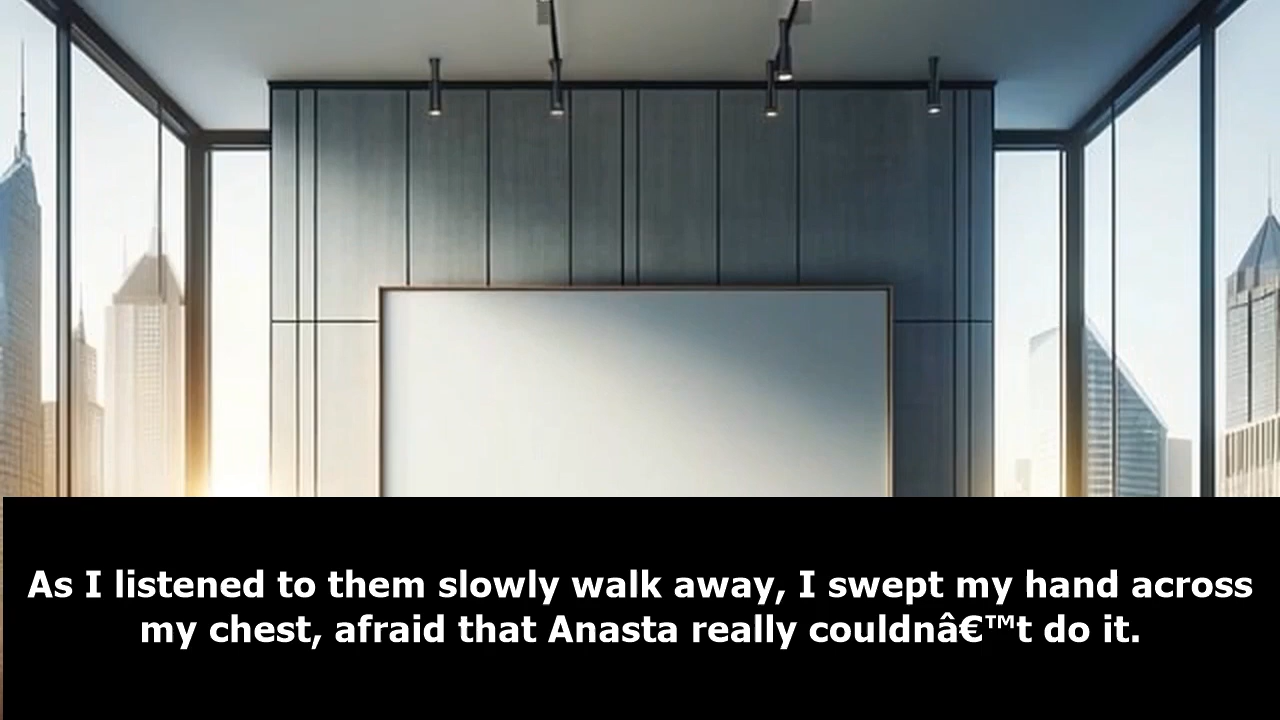 As I listened to them slowly walk away, I swept my hand across
my chest, afraid that Anasta really couldnâ€™t do it.